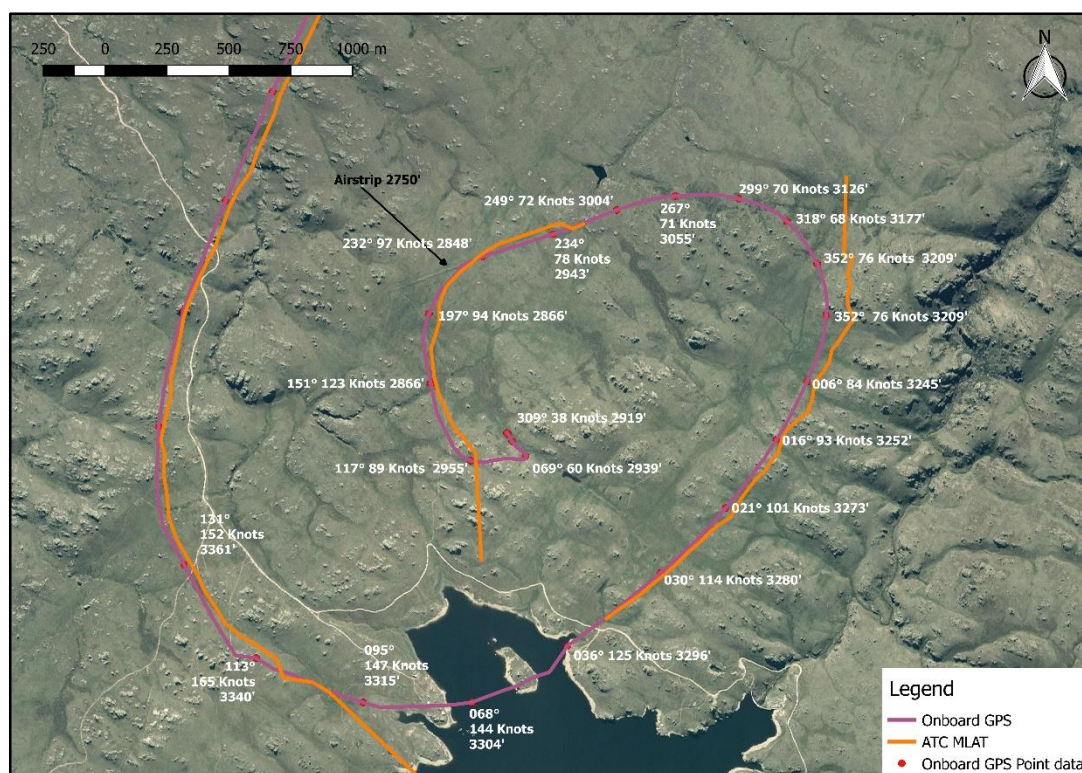 250 0 250 500 750 1000 m
N
Airstrip 2750'
249° 72 Knots 3004'
299° 70 Knots 3126'
267°
71 Knots
3055'
318° 68 Knots 3177'
232° 97 Knots 2848'
234°
78 Knots
2943'
352° 76 Knots 3209'
197° 94 Knots 2866'
352° 76 Knots 3209'
151° 123 Knots 2866'
006° 84 Knots 3245'
309° 38 Knots 2919'
016° 93 Knots 3252'
117° 89 Knots 2955'
069° 60 Knots 2939'
021° 101 Knots 3273'
131°
152 Knots
3361'
030° 114 Knots 3280'
036° 125 Knots 3296'
095°
147 Knots
3315'
113°
165 Knots
3340'
068°
144 Knots
3304'
Legend
Onboard GPS
ATC MLAT
Onboard GPS Point data